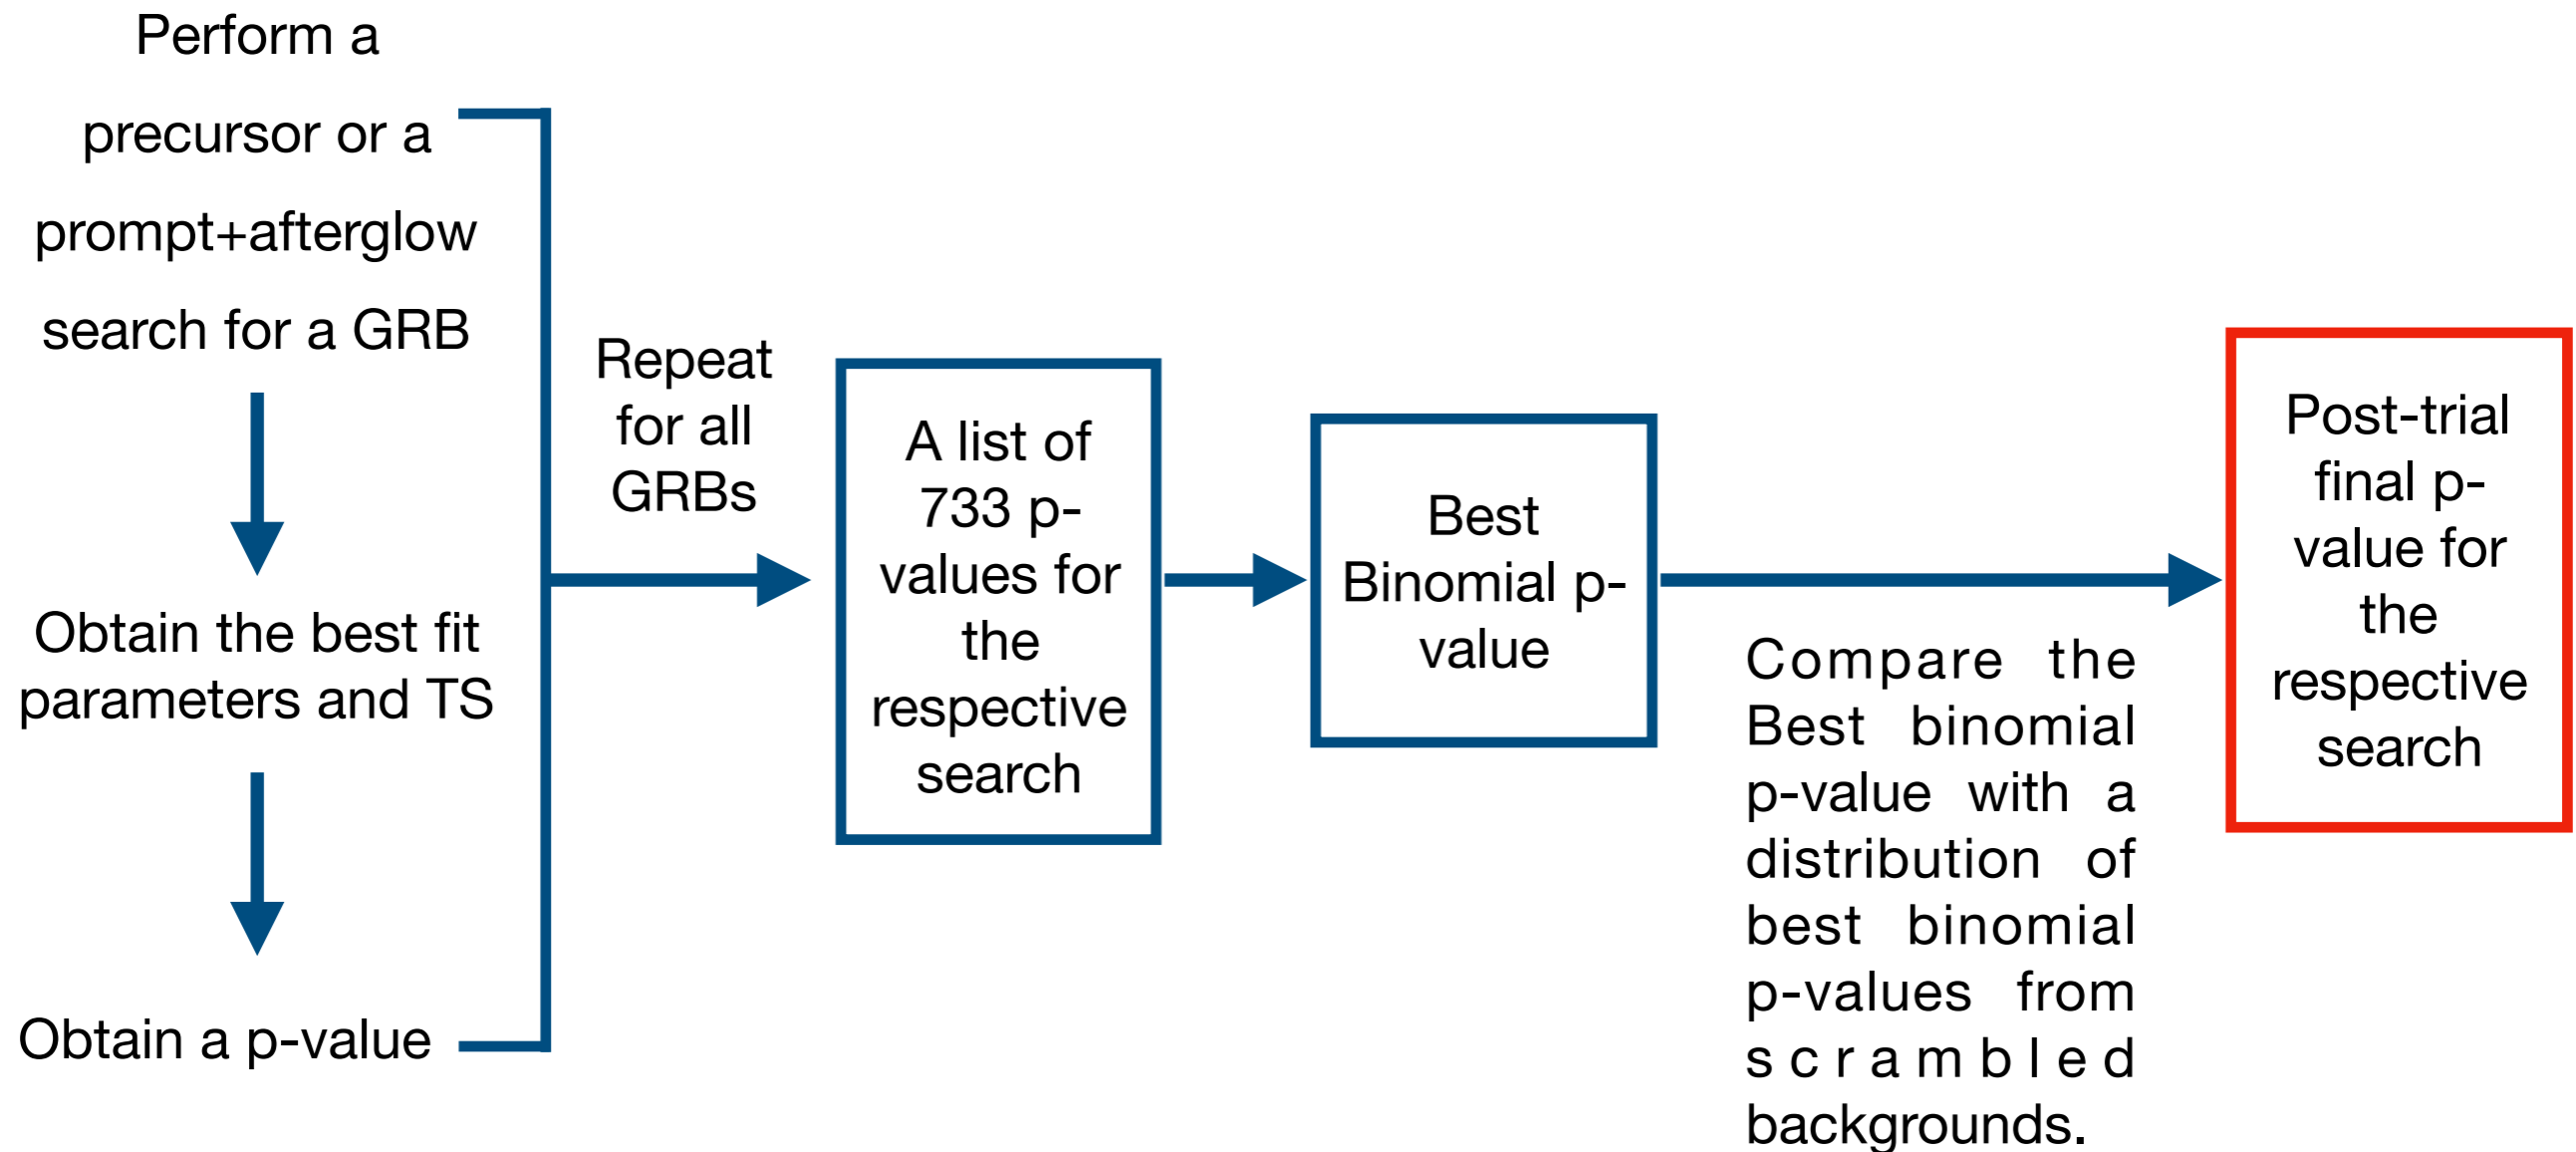 Perform a
precursor or a
prompt+afterglow
search for a GRB
Obtain the best fit
parameters and TS
Obtain a p-value
Repeat
for all
GRBs
A list of
733 p-
values for
the
respective
search
Best
Binomial p-
value
Compare the
Best binomial
p-value with a
distribution of
best binomial
p-values from
scrambled
backgrounds.
Post-trial
final p-
value for
the
respective
search